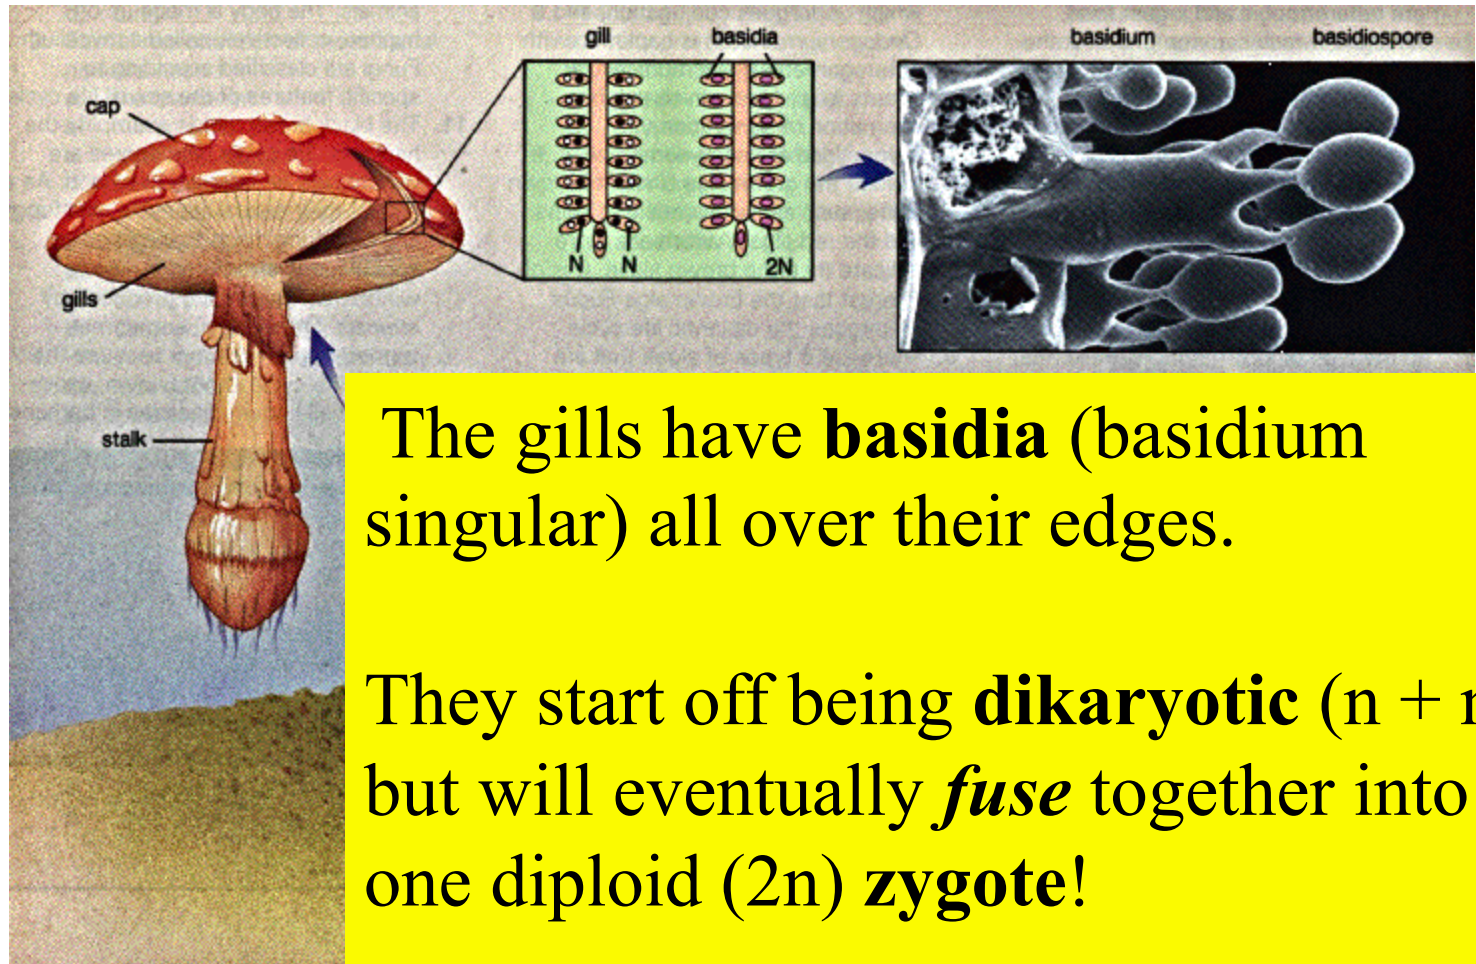 gill basidia basidium basidiospore
cap
N N 2N
gills
stalk
The gills have basidia (basidium
singular) all over their edges.
They start off being dikaryotic (n +
but will eventually fuse together into
one diploid (2n) zygote!